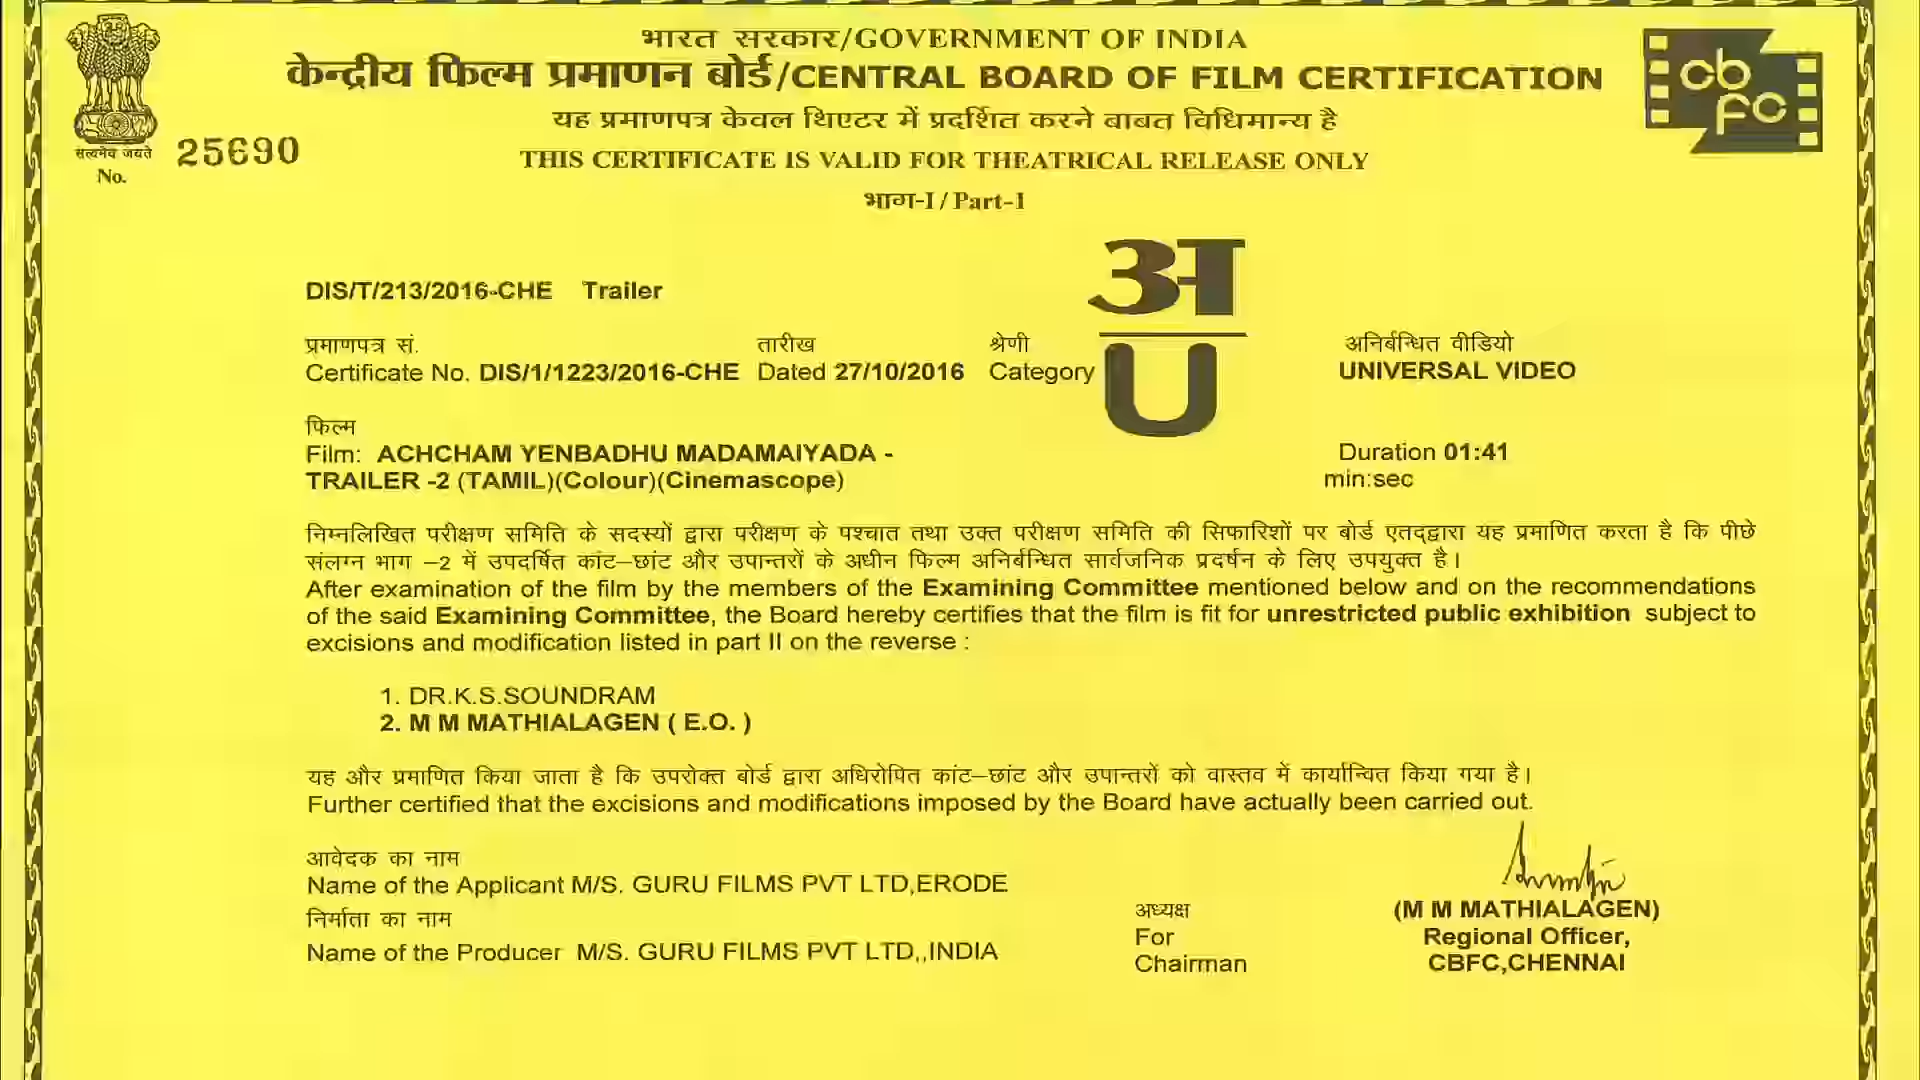 भारत सरकार/GOVERNMENT OF INDIA
केन्द्रीय फिल्म प्रमाणन बोर्ड/CENTRAL BOARD OF FILM CERTIFICATION
cb
fc
यह प्रमाणपत्र केवल थिएटर में प्रदर्शित करने बाबत विधिमान्य है
सत्यमेव जयते
No. 25690
THIS CERTIFICATE IS VALID FOR THEATRICAL RELEASE ONLY
भाग-I / Part-I
अ
U
DIS/T/213/2016-CHE Trailer
प्रमाणपत्र सं. तारीख श्रेणी अनिर्बन्धित वीडियो
Certificate No. DIS/1/1223/2016-CHE Dated 27/10/2016 Category UNIVERSAL VIDEO
फिल्म
Film: ACHCHAM YENBADHU MADAMAIYADA - Duration 01:41
TRAILER -2 (TAMIL)(Colour)(Cinemascope) min:sec
निम्नलिखित परीक्षण समिति के सदस्यों द्वारा परीक्षण के पश्चात तथा उक्त परीक्षण समिति की सिफारिशों पर बोर्ड एतद्द्वारा यह प्रमाणित करता है कि पीछे
संलग्न भाग –2 में उपदर्षित कांट–छांट और उपान्तरों के अधीन फिल्म अनिर्बन्धित सार्वजनिक प्रदर्षन के लिए उपयुक्त है।
After examination of the film by the members of the Examining Committee mentioned below and on the recommendations
of the said Examining Committee, the Board hereby certifies that the film is fit for unrestricted public exhibition subject to
excisions and modification listed in part II on the reverse :
1. DR.K.S.SOUNDRAM
2. M M MATHIALAGEN ( E.O. )
यह और प्रमाणित किया जाता है कि उपरोक्त बोर्ड द्वारा अधिरोपित कांट–छांट और उपान्तरों को वास्तव में कार्यान्वित किया गया है।
Further certified that the excisions and modifications imposed by the Board have actually been carried out.
आवेदक का नाम
Name of the Applicant M/S. GURU FILMS PVT LTD,ERODE
निर्माता का नाम
Name of the Producer M/S. GURU FILMS PVT LTD,,INDIA
अध्यक्ष
For
Chairman
(M M MATHIALAGEN)
Regional Officer,
CBFC,CHENNAI